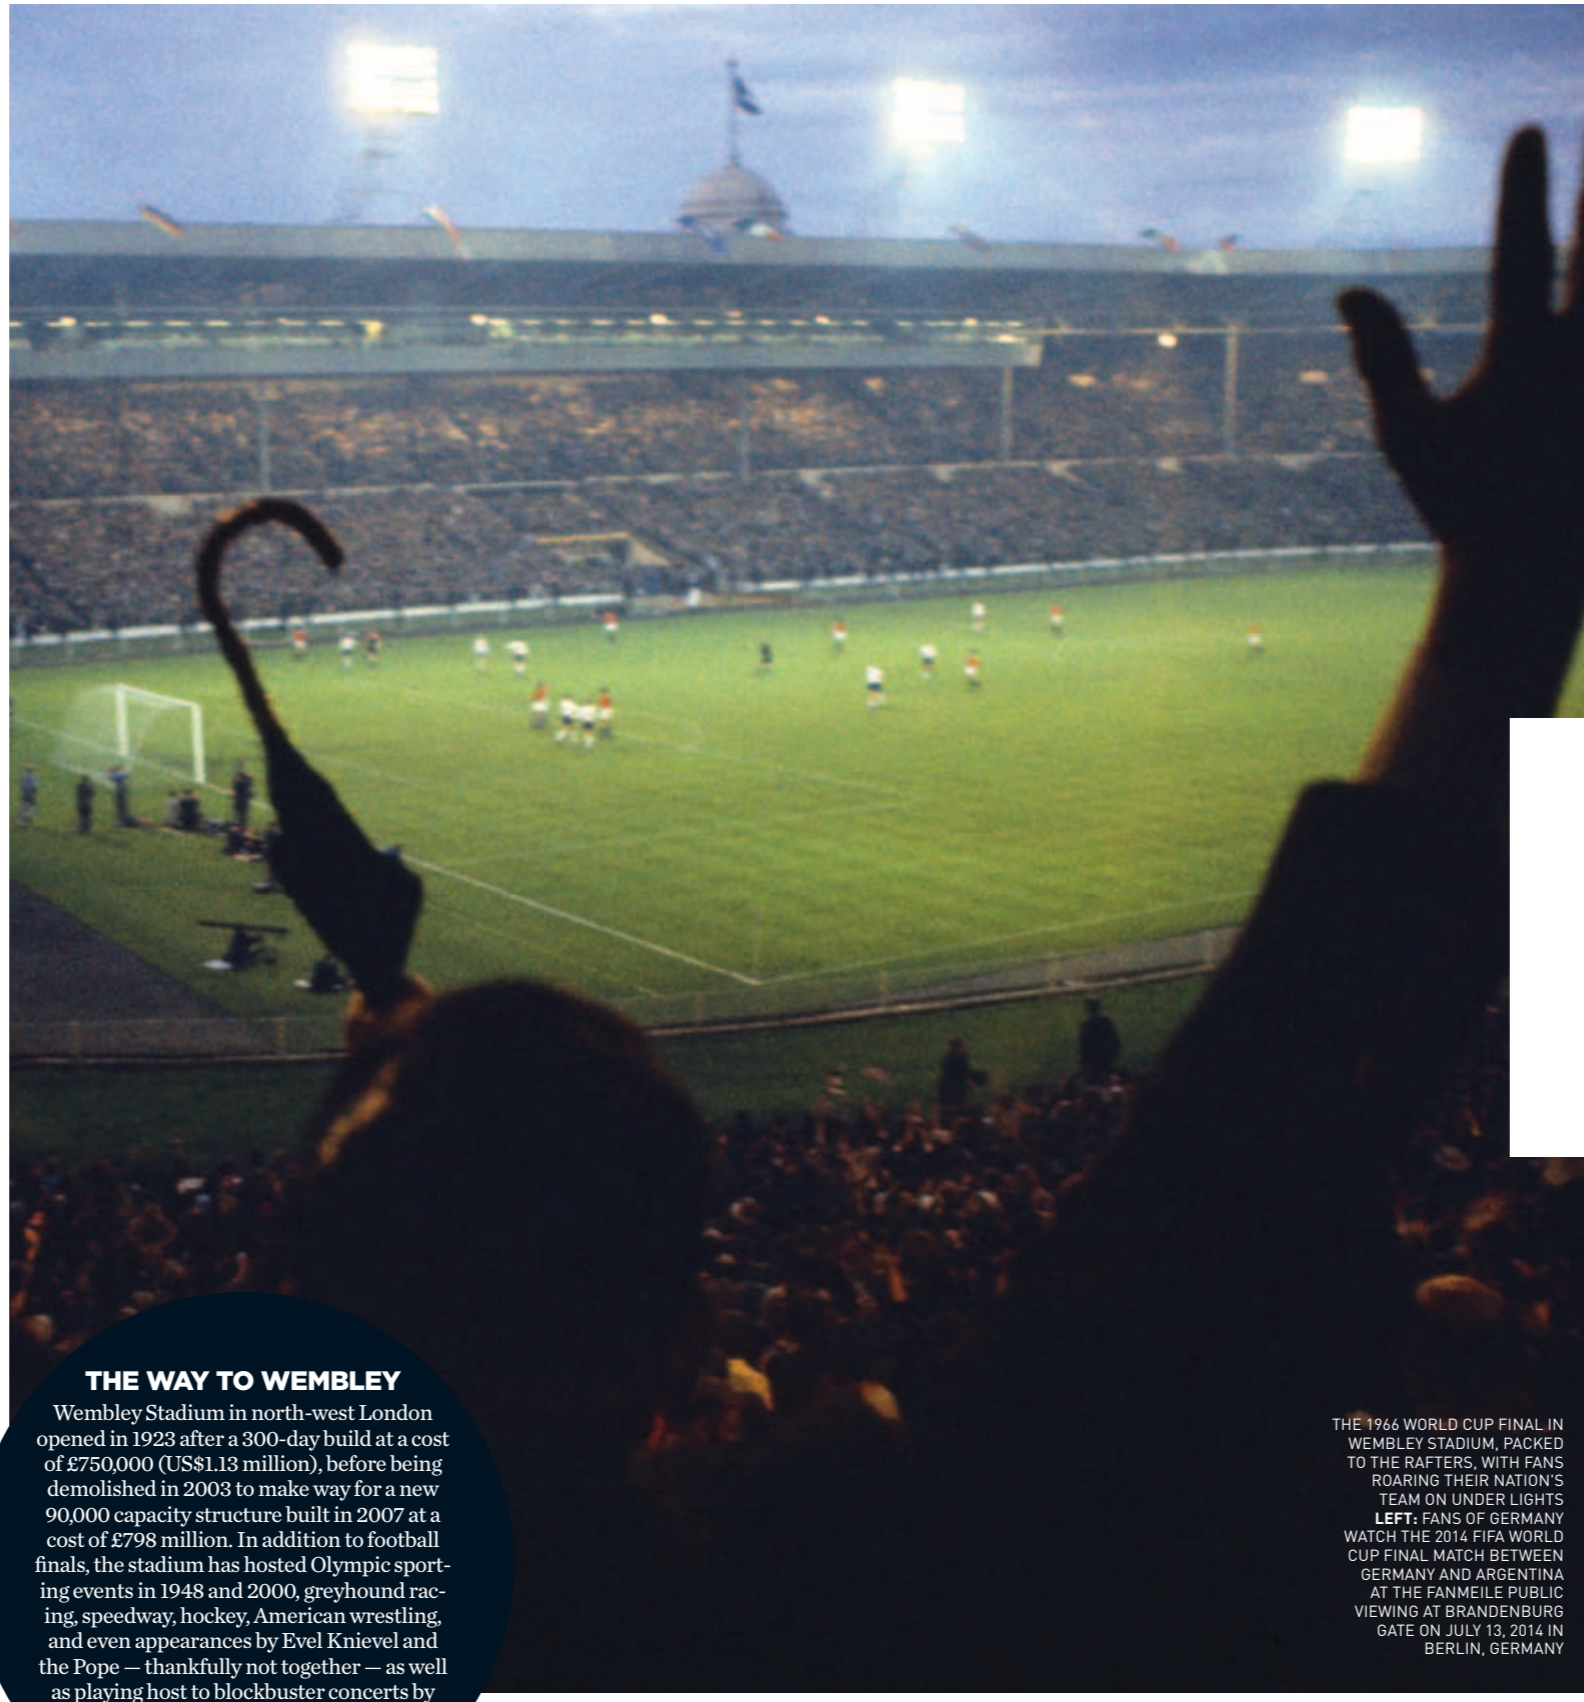 THE WAY TO WEMBLEY
Wembley Stadium in north-west London
opened in 1923 after a 300-day build at a cost
of £750,000 (US$1.13 million), before being
demolished in 2003 to make way for a new
90,000 capacity structure built in 2007 at a
cost of £798 million. In addition to football
finals, the stadium has hosted Olympic sport-
ing events in 1948 and 2000, greyhound rac-
ing, speedway, hockey, American wrestling,
and even appearances by Evel Knievel and
the Pope — thankfully not together — as well
as playing host to blockbuster concerts by
THE 1966 WORLD CUP FINAL IN
WEMBLEY STADIUM, PACKED
TO THE RAFTERS, WITH FANS
ROARING THEIR NATION'S
TEAM ON UNDER LIGHTS
LEFT: FANS OF GERMANY
WATCH THE 2014 FIFA WORLD
CUP FINAL MATCH BETWEEN
GERMANY AND ARGENTINA
AT THE FANMEILE PUBLIC
VIEWING AT BRANDENBURG
GATE ON JULY 13, 2014 IN
BERLIN, GERMANY